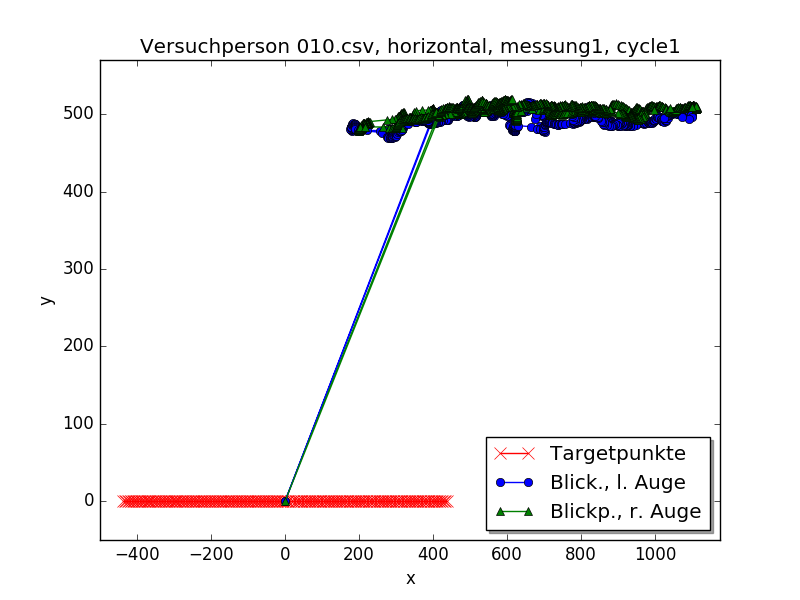 Versuchperson 010.csv, horizontal, messung1, cycle1
y
500
400
300
200
100
0
−400 −200 0 200 400 600 800 1000
x
Targetpunkte
Blick., l. Auge
Blickp., r. Auge